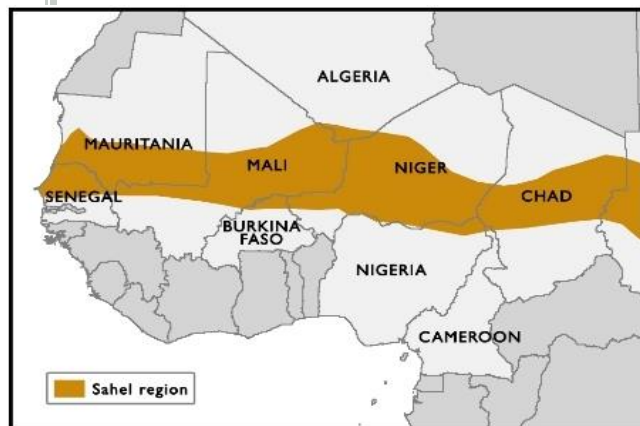 ALGERIA
MAURITANIA
MALI
NIGER
CHAD
SENEGAL
BURKINA
FASO
NIGERIA
CAMEROON
Sahel region